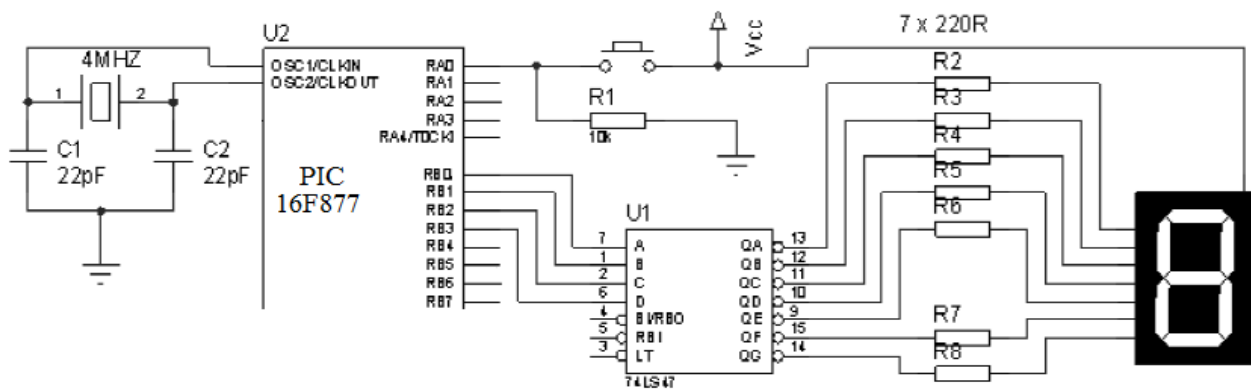 U2
4MHZ
1
2
C1
22pF
C2
22pF
OSC1/CLKIN
OSC2/CLKOUT
PIC
16F877
RA0
RA1
RA2
RA3
RA4/T0CKI
RB0
RB1
RB2
RB3
RB4
RB5
RB6
RB7
R1
10k
Vcc
7 x 220R
R2
R3
R4
R5
R6
R7
R8
U1
7 A QA 13
1 B QB 12
2 C QC 11
6 D QD 10
4 BI/RBO QE 9
5 RBI QF 15
3 LT QG 14
74LS47